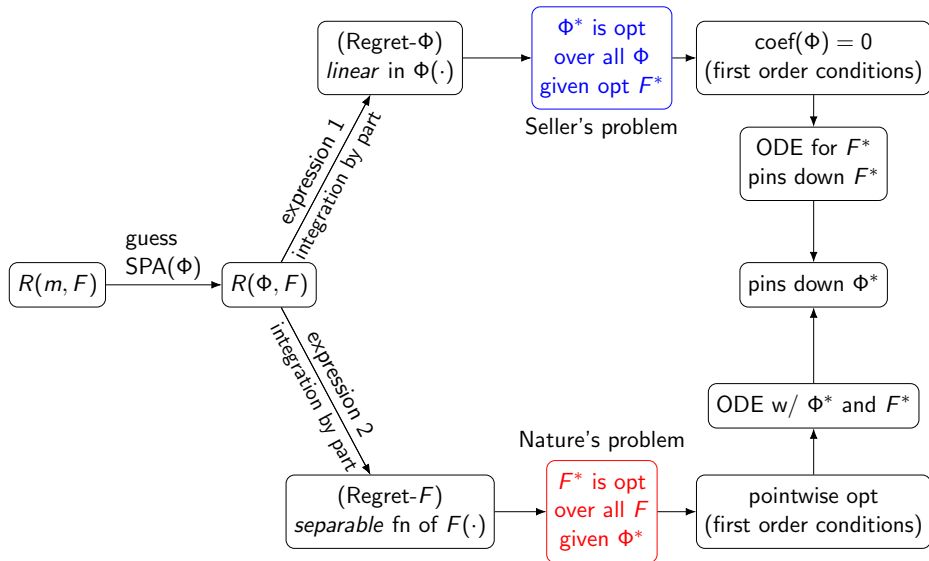 (Regret-Φ)
linear in Φ(·)
Φ* is opt
over all Φ
given opt F*
Seller's problem
coef(Φ) = 0
(first order conditions)
ODE for F*
pins down F*
expression 1
integration by part
guess
SPA(Φ)
R(m, F)
R(Φ, F)
pins down Φ*
expression 2
integration by part
ODE w/ Φ* and F*
Nature's problem
(Regret-F)
separable fn of F(·)
F* is opt
over all F
given Φ*
pointwise opt
(first order conditions)